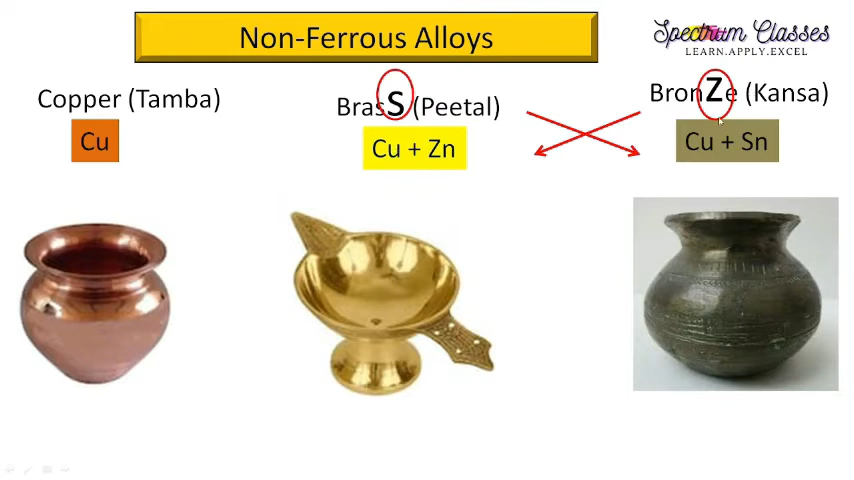 Non-Ferrous Alloys
Spectrum Classes
LEARN.APPLY.EXCEL
Copper (Tamba)
BrasS (Peetal)
BronZe (Kansa)
Cu
Cu + Zn
Cu + Sn